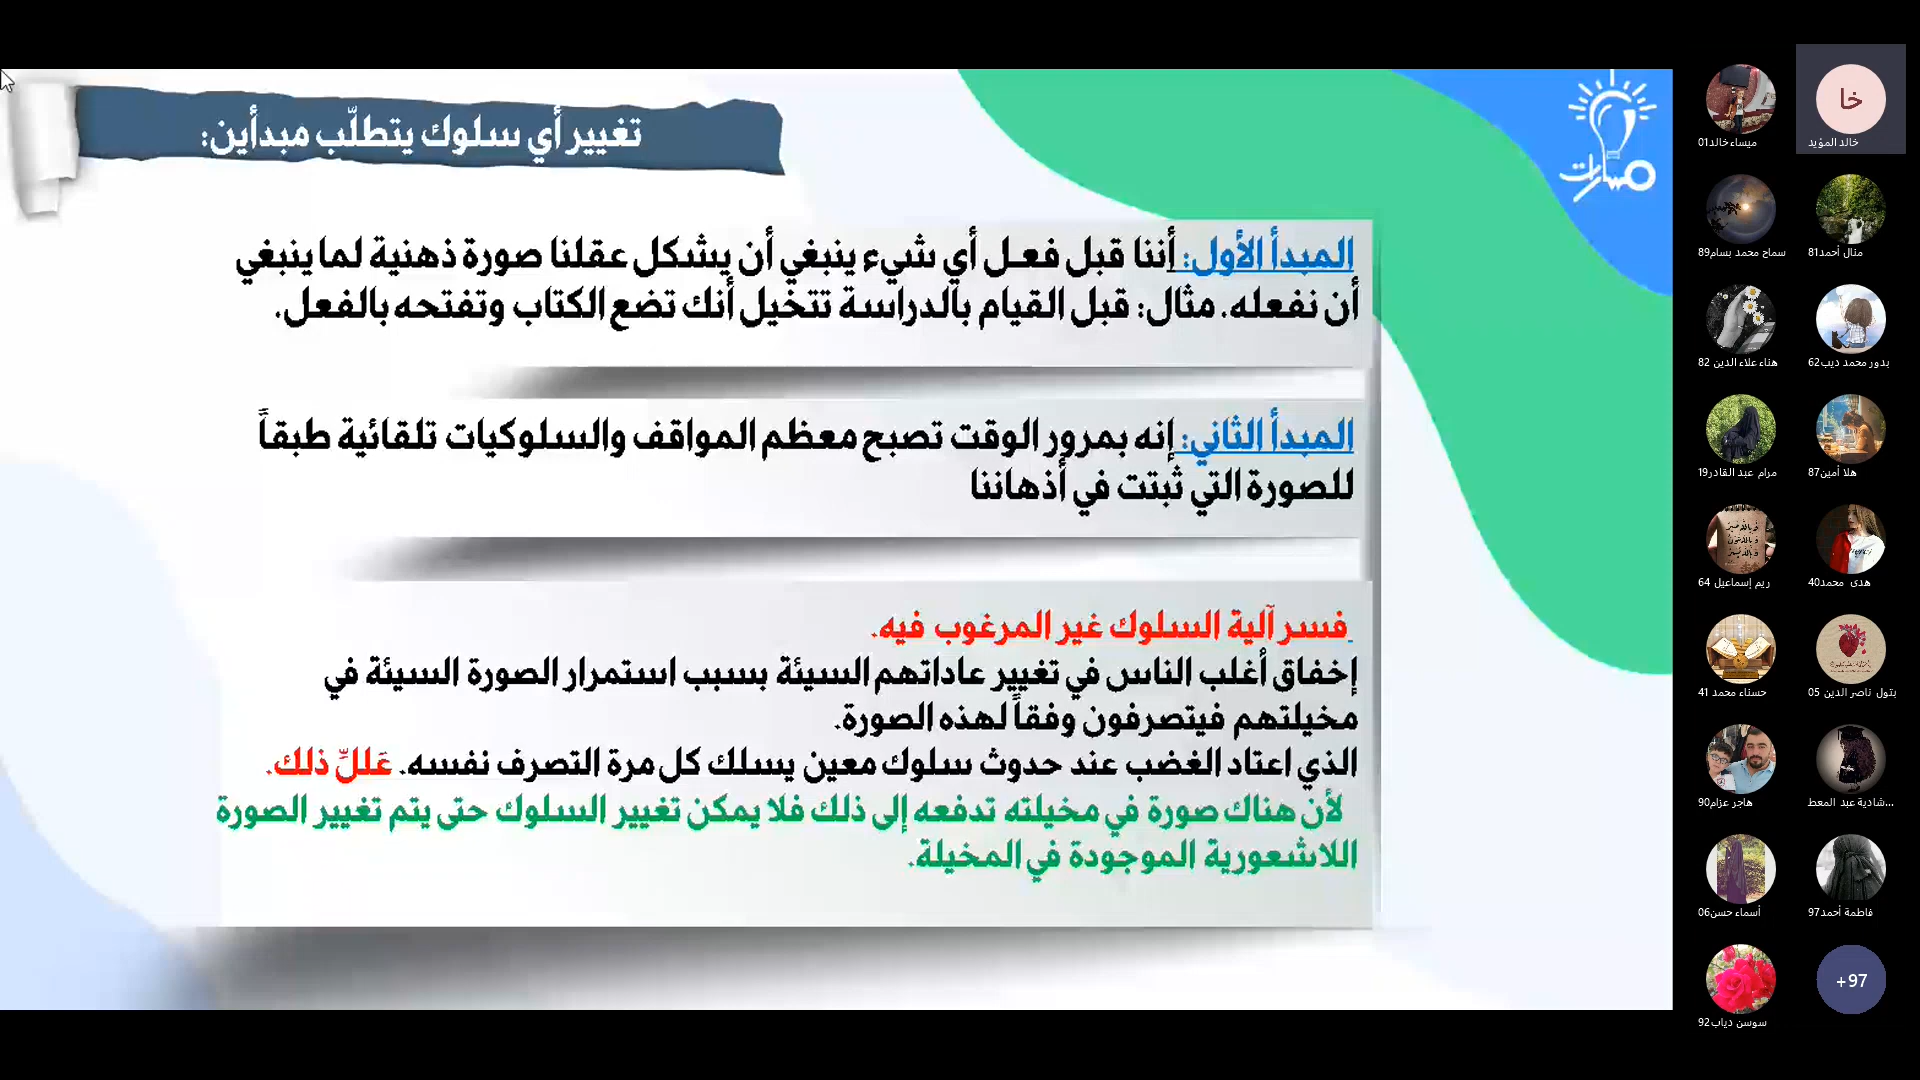 تغيير أي سلوك يتطلّب مبدأين:
مسارات
المبدأ الأول: أننا قبل فعل أي شيء ينبغي أن يشكل عقلنا صورة ذهنية لما ينبغي
أن نفعله. مثال: قبل القيام بالدراسة تتخيل أنك تضع الكتاب وتفتحه بالفعل.
المبدأ الثاني: إنه بمرور الوقت تصبح معظم المواقف والسلوكيات تلقائية طبقاً
للصورة التي ثبتت في أذهاننا
فسر آلية السلوك غير المرغوب فيه.
إخفاق أغلب الناس في تغيير عاداتهم السيئة بسبب استمرار الصورة السيئة في
مخيلتهم فيتصرفون وفقاً لهذه الصورة.
الذي اعتاد الغضب عند حدوث سلوك معين يسلك كل مرة التصرف نفسه. عَللِّ ذلك.
لأن هناك صورة في مخيلته تدفعه إلى ذلك فلا يمكن تغيير السلوك حتى يتم تغيير الصورة
اللاشعورية الموجودة في المخيلة.
خا
خالد المؤيد
ميساء خالد01
منال أحمد81
سماح محمد بسام89
بدور محمد ديب62
هناء علاء الدين 82
هلا أمين87
مرام عبد القادر19
هدى محمد40
ريم إسماعيل 64
بتول ناصر الدين 05
حسناء محمد 41
شادية عبد المعط...
هاجر عزام90
فاطمة أحمد97
أسماء حسن06
+97
سوسن دياب92